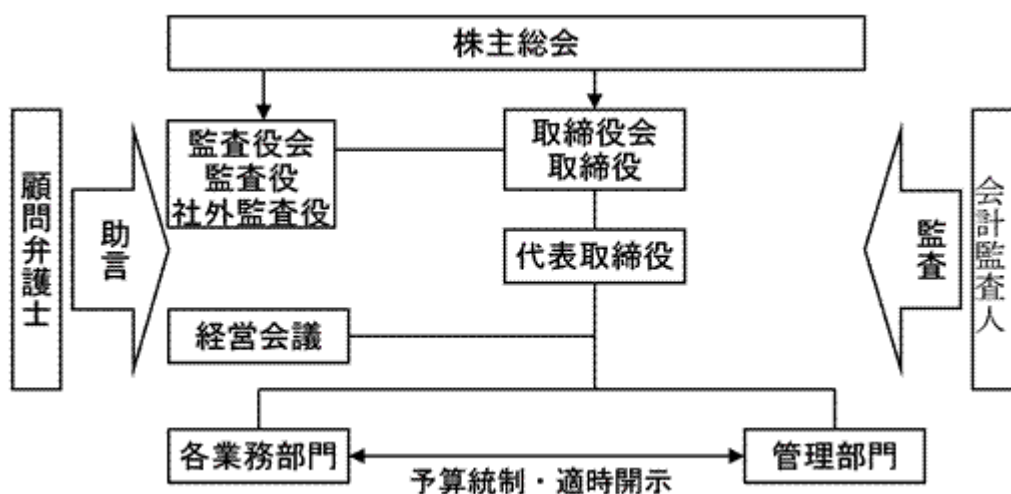 株主総会
監査役会
監査役
社外監査役
取締役会
取締役
顧問弁護士
助言
代表取締役
監査
会計監査人
経営会議
各業務部門
管理部門
予算統制・適時開示